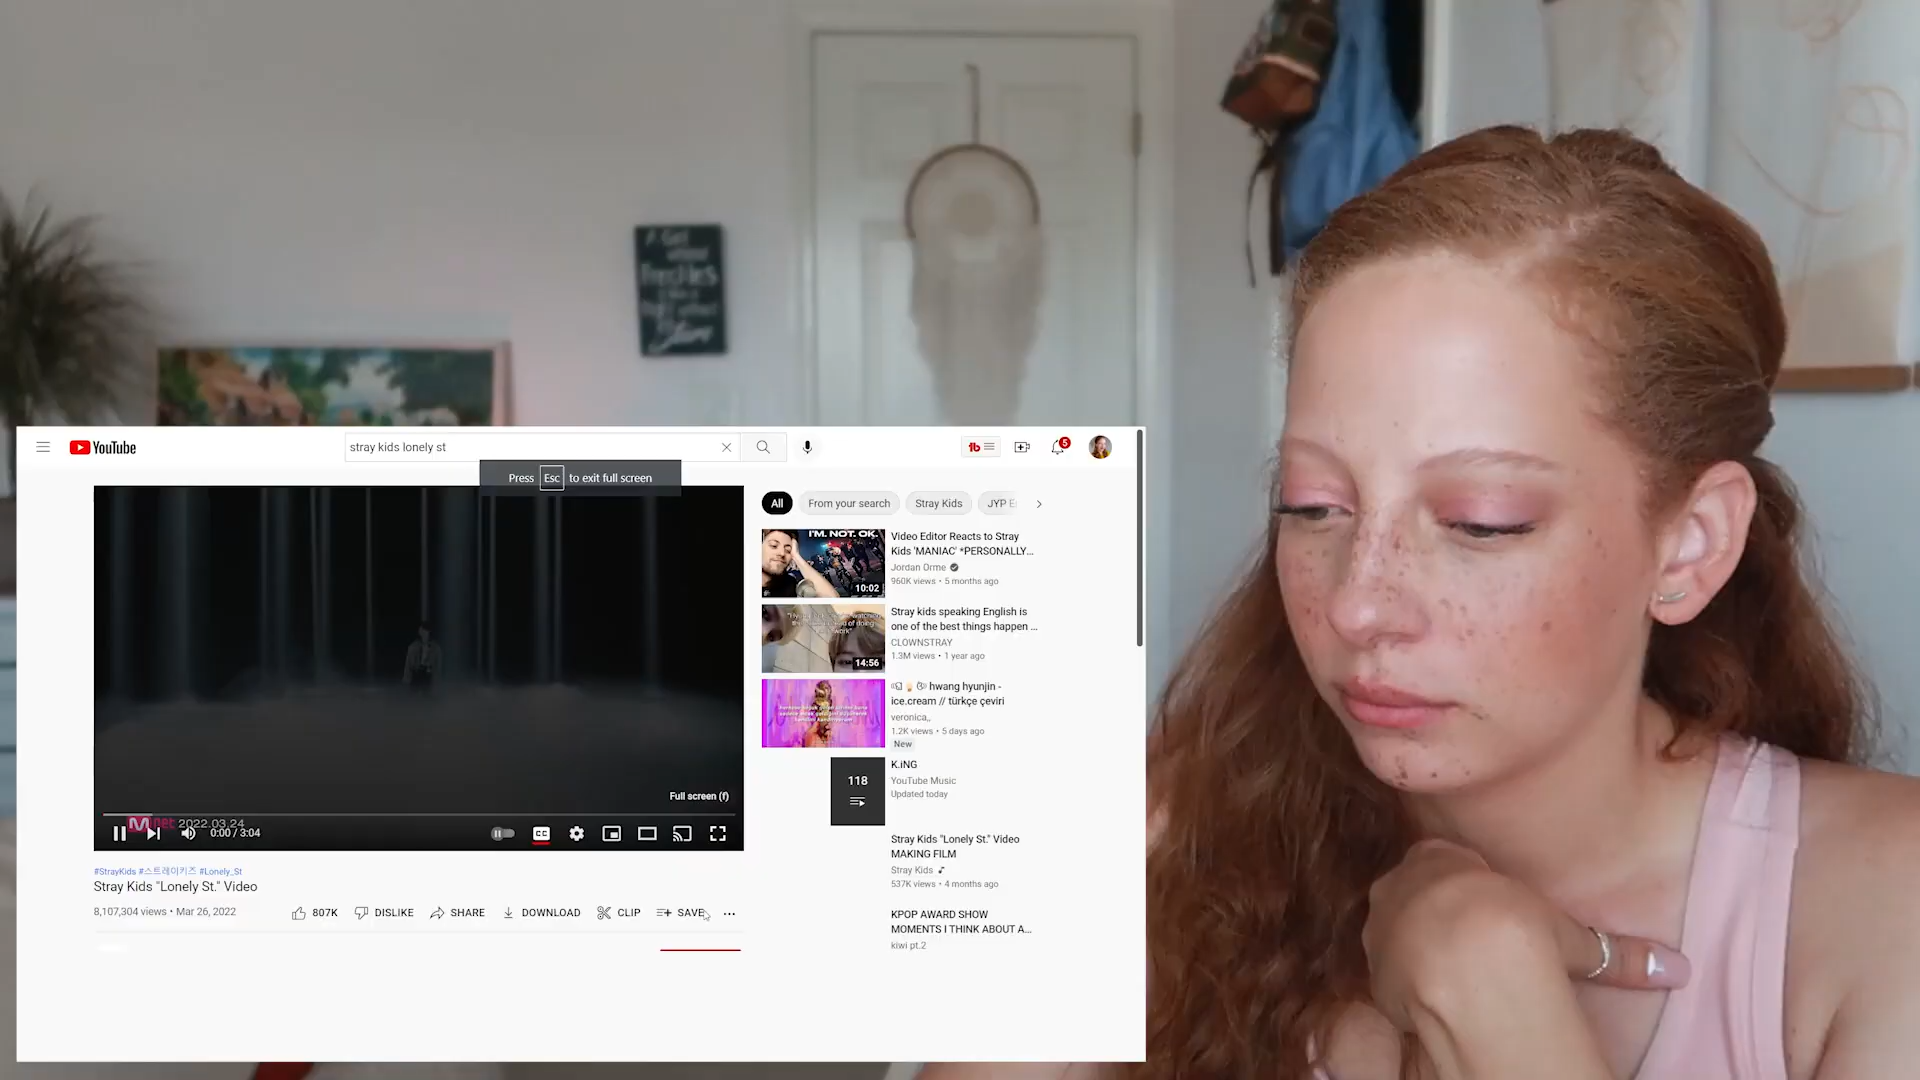 YouTube
stray kids lonely st
5
Press Esc to exit full screen
All
From your search
Stray Kids
JYP E
I'M. NOT. OK.
10:02
Video Editor Reacts to Stray
Kids 'MANIAC' *PERSONALLY...
Jordan Orme
960K views • 5 months ago
14:56
Stray kids speaking English is
one of the best things happen ...
CLOWNSTRAY
1.3M views • 1 year ago
hwang hyunjin -
ice.cream // türkçe çeviri
veronica,,
1.2K views • 5 days ago
New
118
K.iNG
YouTube Music
Updated today
Stray Kids "Lonely St." Video
MAKING FILM
Stray Kids
537K views • 4 months ago
KPOP AWARD SHOW
MOMENTS I THINK ABOUT A...
kiwi pt.2
Full screen (f)
Mnet 2022.03.24
0:00 / 3:04
CC
#StrayKids #스트레이키즈 #Lonely_St
Stray Kids "Lonely St." Video
8,107,304 views • Mar 26, 2022
807K
DISLIKE
SHARE
DOWNLOAD
CLIP
SAVE
A Girl
without
Freckles